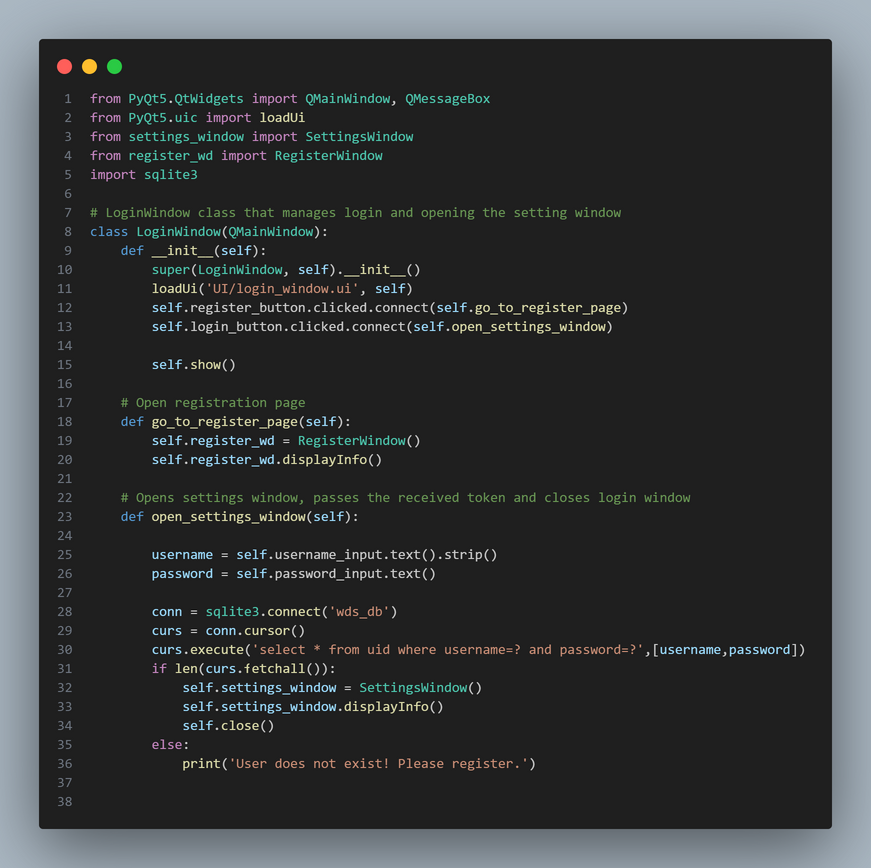 1 from PyQt5.QtWidgets import QMainWindow, QMessageBox
2 from PyQt5.uic import loadUi
3 from settings_window import SettingsWindow
4 from register_wd import RegisterWindow
5 import sqlite3
6
7 # LoginWindow class that manages login and opening the setting window
8 class LoginWindow(QMainWindow):
9     def __init__(self):
10         super(LoginWindow, self).__init__()
11         loadUi('UI/login_window.ui', self)
12         self.register_button.clicked.connect(self.go_to_register_page)
13         self.login_button.clicked.connect(self.open_settings_window)
14
15         self.show()
16
17     # Open registration page
18     def go_to_register_page(self):
19         self.register_wd = RegisterWindow()
20         self.register_wd.displayInfo()
21
22     # Opens settings window, passes the received token and closes login window
23     def open_settings_window(self):
24
25         username = self.username_input.text().strip()
26         password = self.password_input.text()
27
28         conn = sqlite3.connect('wds_db')
29         curs = conn.cursor()
30         curs.execute('select * from uid where username=? and password=?',[username,password])
31         if len(curs.fetchall()):
32             self.settings_window = SettingsWindow()
33             self.settings_window.displayInfo()
34             self.close()
35         else:
36             print('User does not exist! Please register.')
37
38